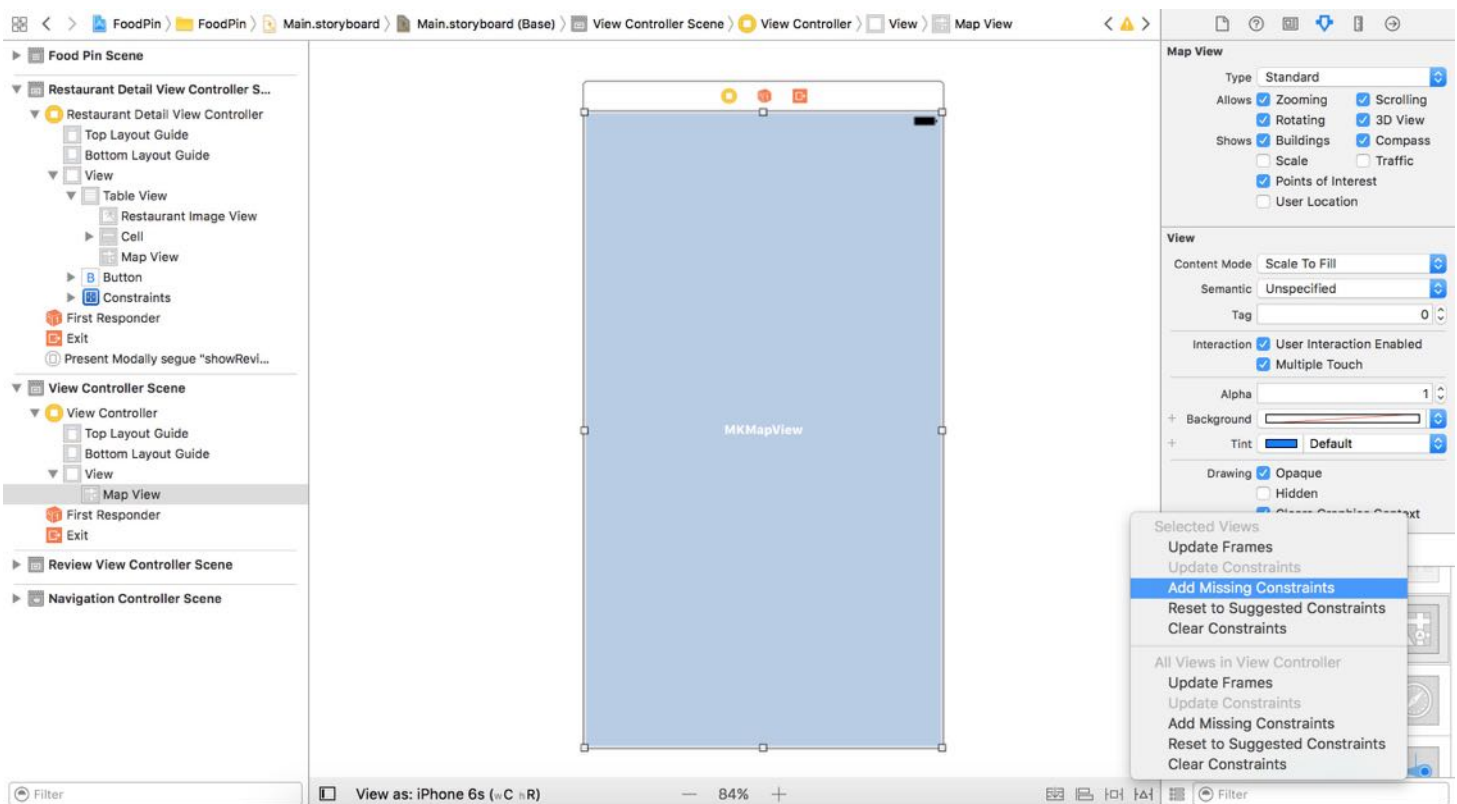 FoodPin FoodPin Main.storyboard Main.storyboard (Base) View Controller Scene View Controller View Map View
Food Pin Scene
Restaurant Detail View Controller S...
Restaurant Detail View Controller
Top Layout Guide
Bottom Layout Guide
View
Table View
Restaurant Image View
Cell
Map View
B Button
Constraints
First Responder
Exit
Present Modally segue "showRevi...
View Controller Scene
View Controller
Top Layout Guide
Bottom Layout Guide
View
Map View
First Responder
Exit
Review View Controller Scene
Navigation Controller Scene
Filter
MKMapView
View as: iPhone 6s (wC hR)
84%
Map View
Type Standard
Allows Zooming Scrolling
Rotating 3D View
Shows Buildings Compass
Scale Traffic
Points of Interest
User Location
View
Content Mode Scale To Fill
Semantic Unspecified
Tag 0
Interaction User Interaction Enabled
Multiple Touch
Alpha 1
Background
Tint Default
Drawing Opaque
Hidden
Clears Graphics Context
Selected Views
Update Frames
Update Constraints
Add Missing Constraints
Reset to Suggested Constraints
Clear Constraints
All Views in View Controller
Update Frames
Update Constraints
Add Missing Constraints
Reset to Suggested Constraints
Clear Constraints
Filter